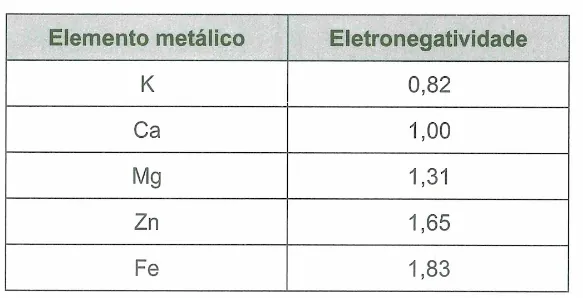 Elemento metálico Eletronegatividade
K 0,82
Ca 1,00
Mg 1,31
Zn 1,65
Fe 1,83